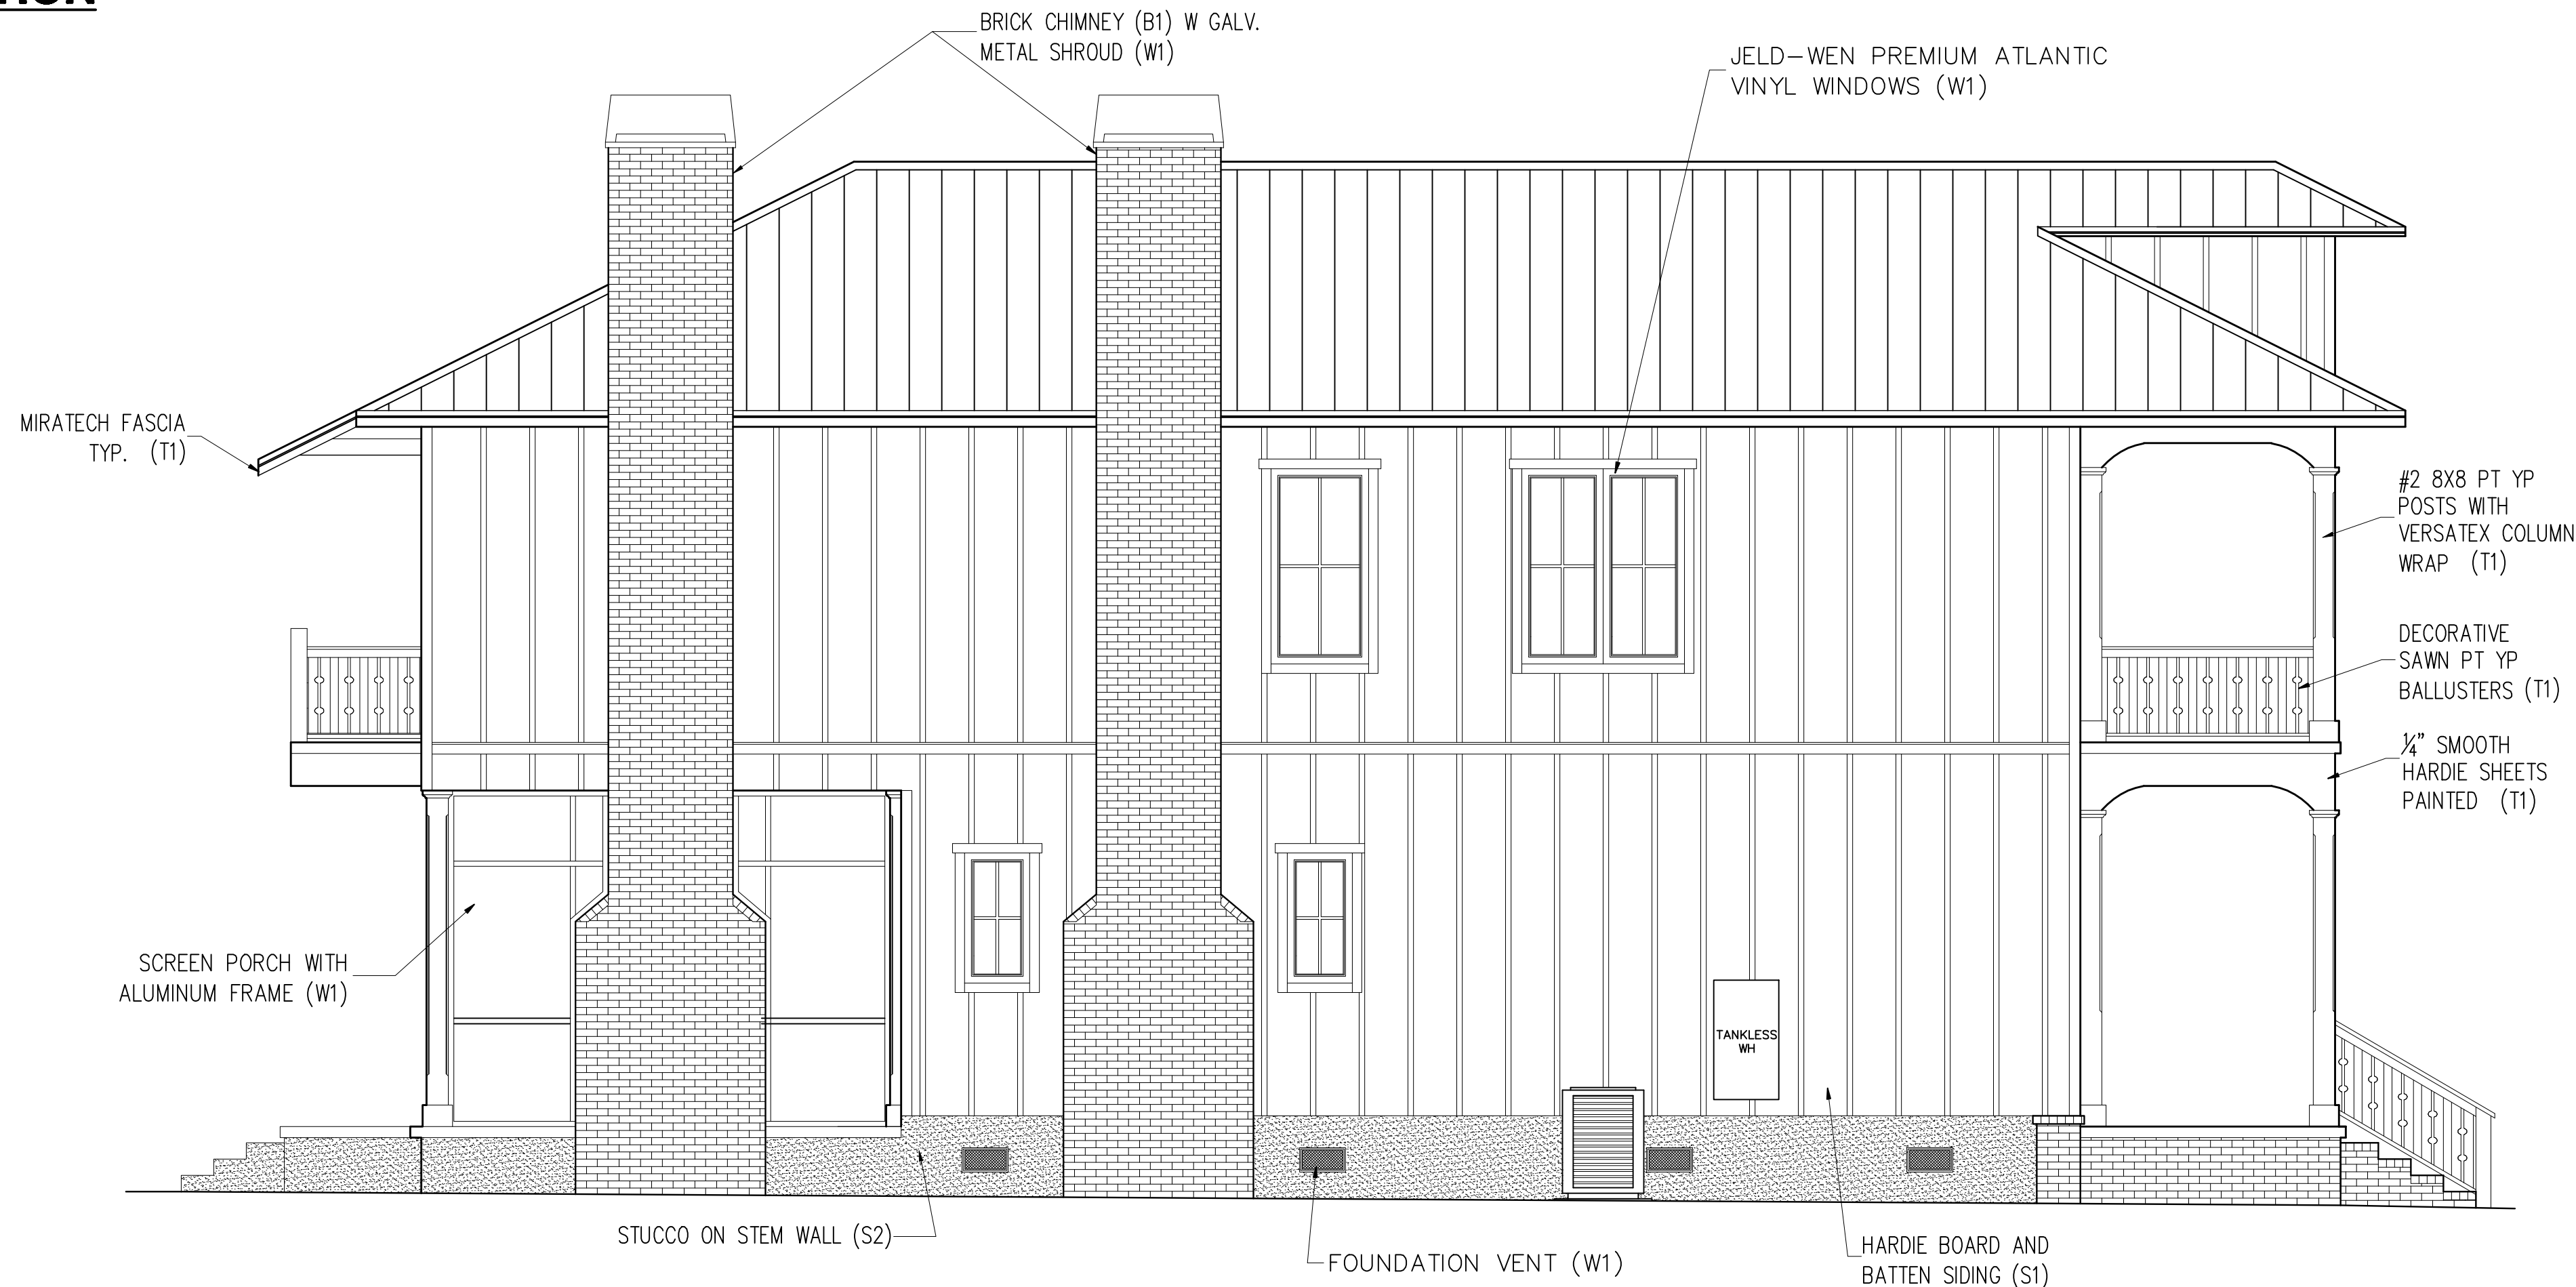 BRICK CHIMNEY (B1) W GALV.
METAL SHROUD (W1)
JELD-WEN PREMIUM ATLANTIC
VINYL WINDOWS (W1)
MIRATECH FASCIA
TYP. (T1)
#2 8X8 PT YP
POSTS WITH
VERSATEX COLUMN
WRAP (T1)
DECORATIVE
SAWN PT YP
BALLUSTERS (T1)
¼" SMOOTH
HARDIE SHEETS
PAINTED (T1)
SCREEN PORCH WITH
ALUMINUM FRAME (W1)
TANKLESS
WH
STUCCO ON STEM WALL (S2)
FOUNDATION VENT (W1)
HARDIE BOARD AND
BATTEN SIDING (S1)